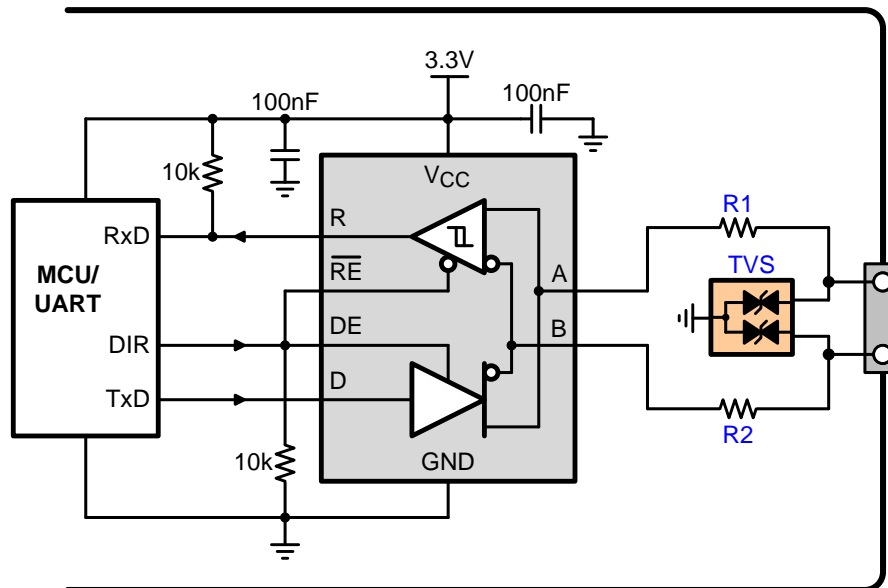 3.3V
100nF
100nF
10k
VCC
R1
RxD
R
RE
TVS
MCU/
UART
A
DIR
DE
B
TxD
D
R2
10k
GND